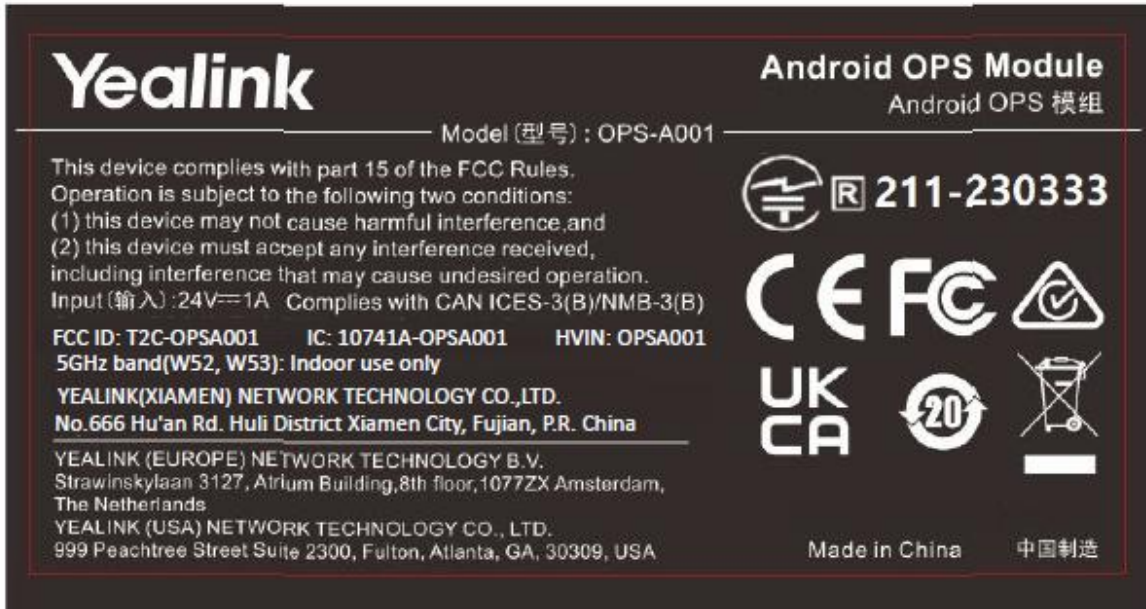 Yealink
Android OPS Module
Android OPS 模组
Model (型号) : OPS-A001
This device complies with part 15 of the FCC Rules.
Operation is subject to the following two conditions:
(1) this device may not cause harmful interference,and
(2) this device must accept any interference received,
including interference that may cause undesired operation.
Input (输入) :24V⎓1A Complies with CAN ICES-3(B)/NMB-3(B)
FCC ID: T2C-OPSA001 IC: 10741A-OPSA001 HVIN: OPSA001
5GHz band(W52, W53): Indoor use only
YEALINK(XIAMEN) NETWORK TECHNOLOGY CO.,LTD.
No.666 Hu'an Rd. Huli District Xiamen City, Fujian, P.R. China
YEALINK (EUROPE) NETWORK TECHNOLOGY B.V.
Strawinskylaan 3127, Atrium Building,8th floor,1077ZX Amsterdam,
The Netherlands
YEALINK (USA) NETWORK TECHNOLOGY CO., LTD.
999 Peachtree Street Suite 2300, Fulton, Atlanta, GA, 30309, USA
R 211-230333
CE FC
UK
CA
20
Made in China 中国制造